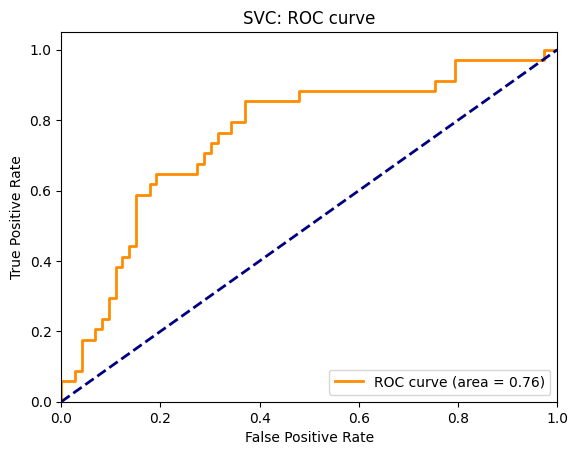 SVC: ROC curve
True Positive Rate
1.0
0.8
0.6
0.4
0.2
0.0
ROC curve (area = 0.76)
0.0 0.2 0.4 0.6 0.8 1.0
False Positive Rate